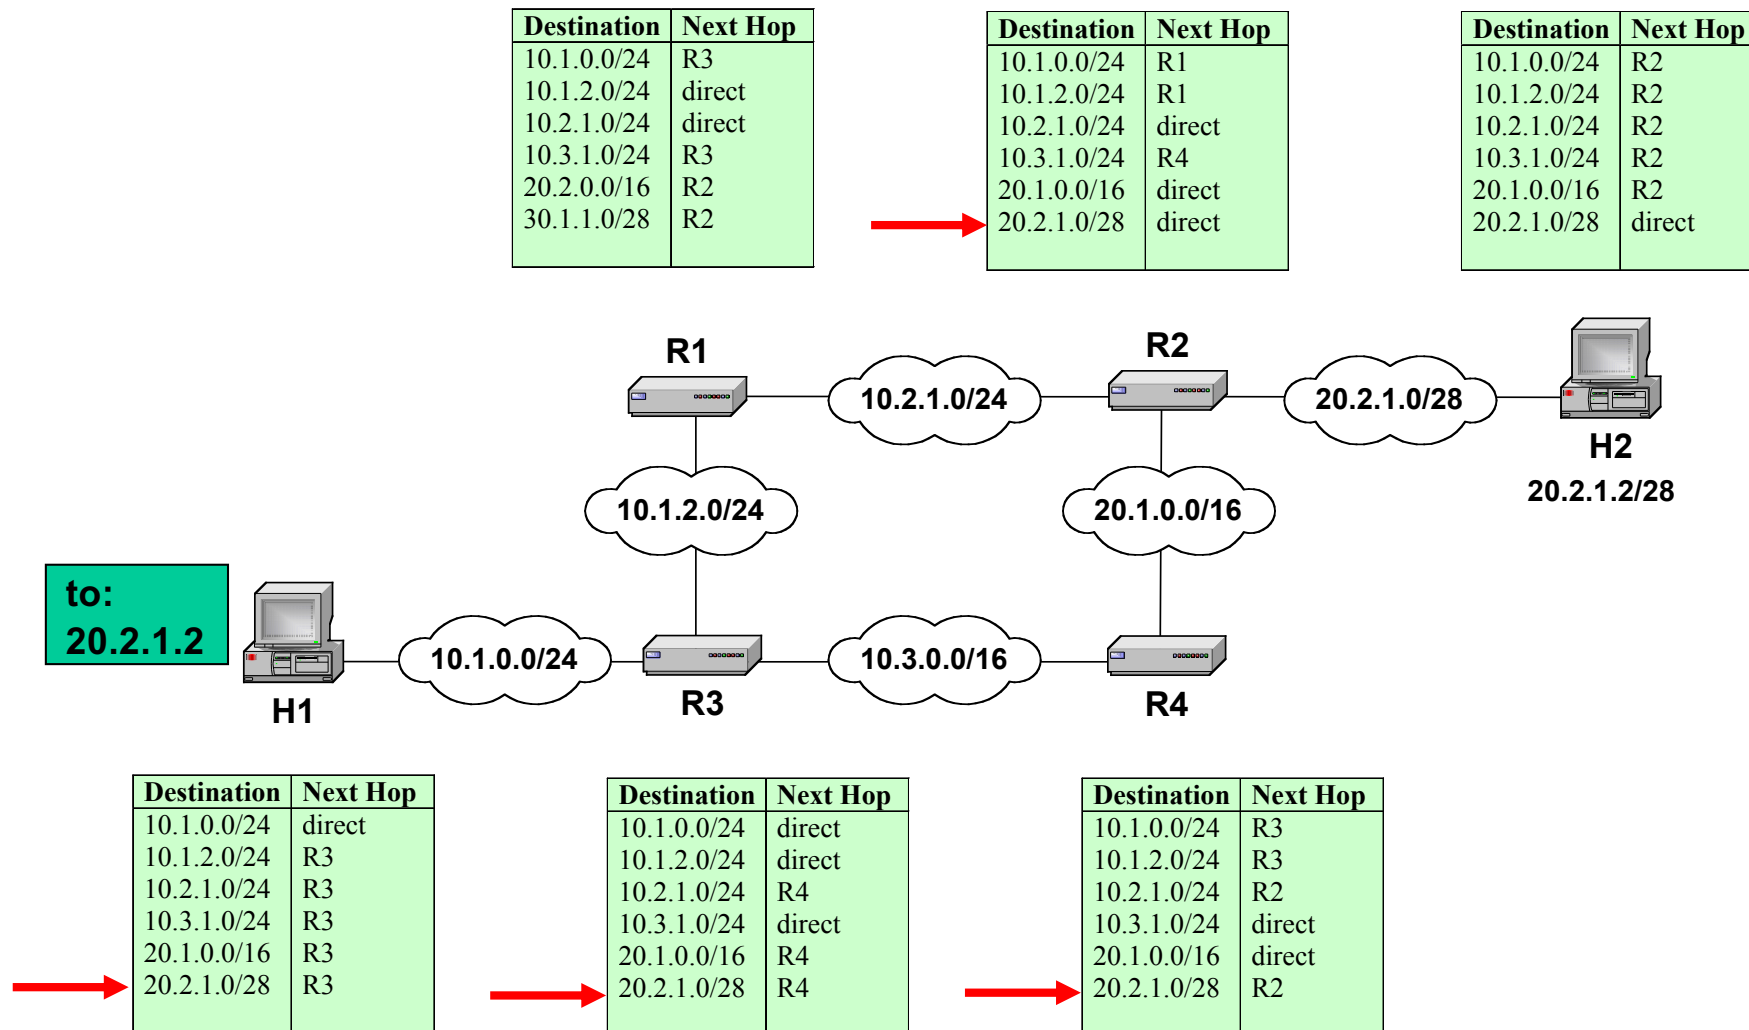 Destination Next Hop
10.1.0.0/24 R3
10.1.2.0/24 direct
10.2.1.0/24 direct
10.3.1.0/24 R3
20.2.0.0/16 R2
30.1.1.0/28 R2
Destination Next Hop
10.1.0.0/24 R1
10.1.2.0/24 R1
10.2.1.0/24 direct
10.3.1.0/24 R4
20.1.0.0/16 direct
20.2.1.0/28 direct
Destination Next Hop
10.1.0.0/24 R2
10.1.2.0/24 R2
10.2.1.0/24 R2
10.3.1.0/24 R2
20.1.0.0/16 R2
20.2.1.0/28 direct
R1
R2
10.2.1.0/24
20.2.1.0/28
H2
20.2.1.2/28
10.1.2.0/24
20.1.0.0/16
to:
20.2.1.2
10.1.0.0/24
10.3.0.0/16
H1
R3
R4
Destination Next Hop
10.1.0.0/24 direct
10.1.2.0/24 R3
10.2.1.0/24 R3
10.3.1.0/24 R3
20.1.0.0/16 R3
20.2.1.0/28 R3
Destination Next Hop
10.1.0.0/24 direct
10.1.2.0/24 direct
10.2.1.0/24 R4
10.3.1.0/24 direct
20.1.0.0/16 R4
20.2.1.0/28 R4
Destination Next Hop
10.1.0.0/24 R3
10.1.2.0/24 R3
10.2.1.0/24 R2
10.3.1.0/24 direct
20.1.0.0/16 direct
20.2.1.0/28 R2